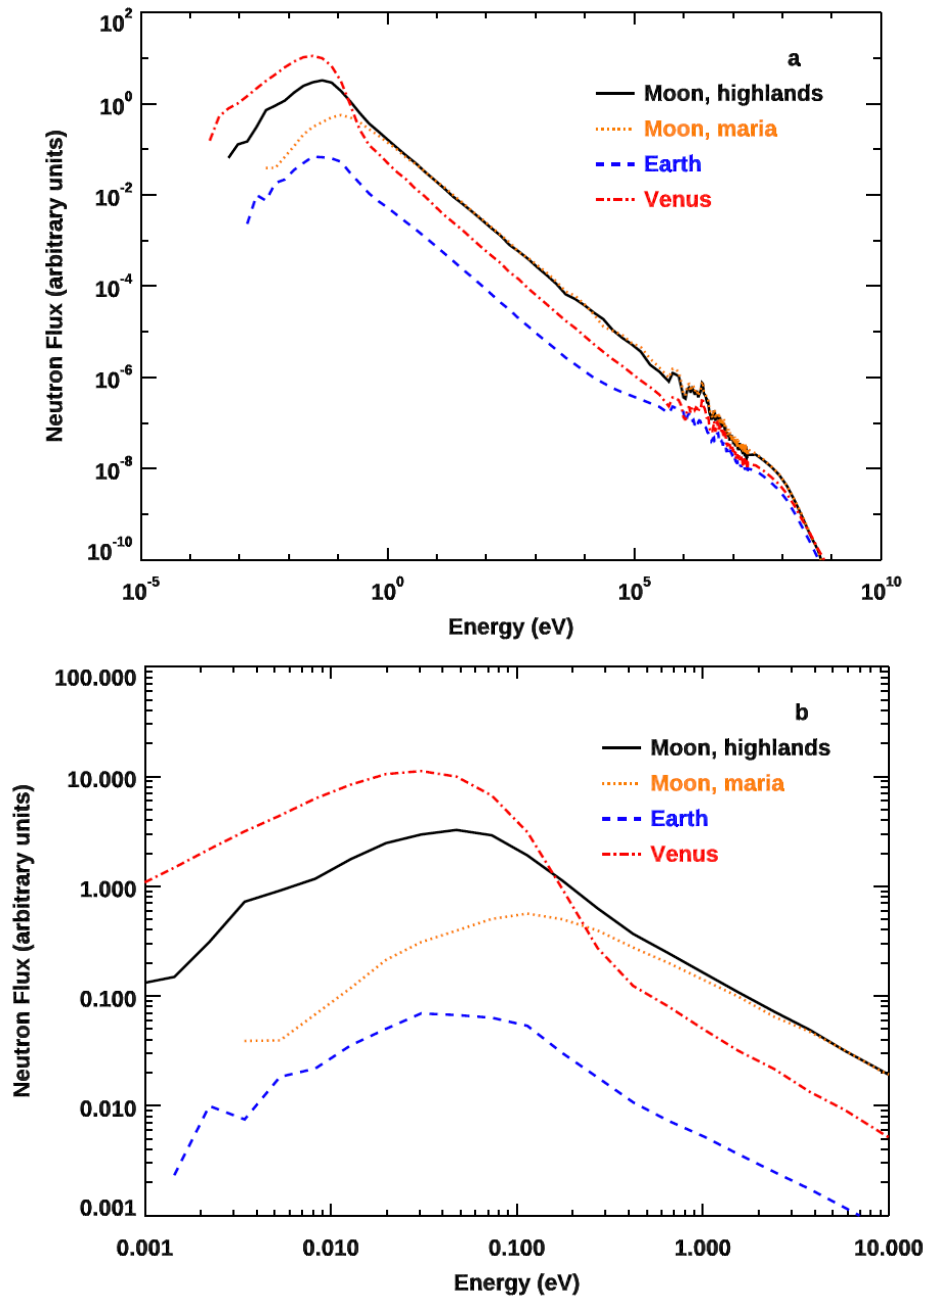 10^2
a
10^0
Moon, highlands
Moon, maria
Earth
10^-2
Venus
10^-4
10^-6
10^-8
10^-10
Neutron Flux (arbitrary units)
10^-5 10^0 10^5 10^10
Energy (eV)
100.000
b
Moon, highlands
10.000
Moon, maria
Earth
Venus
1.000
0.100
0.010
0.001
Neutron Flux (arbitrary units)
0.001 0.010 0.100 1.000 10.000
Energy (eV)